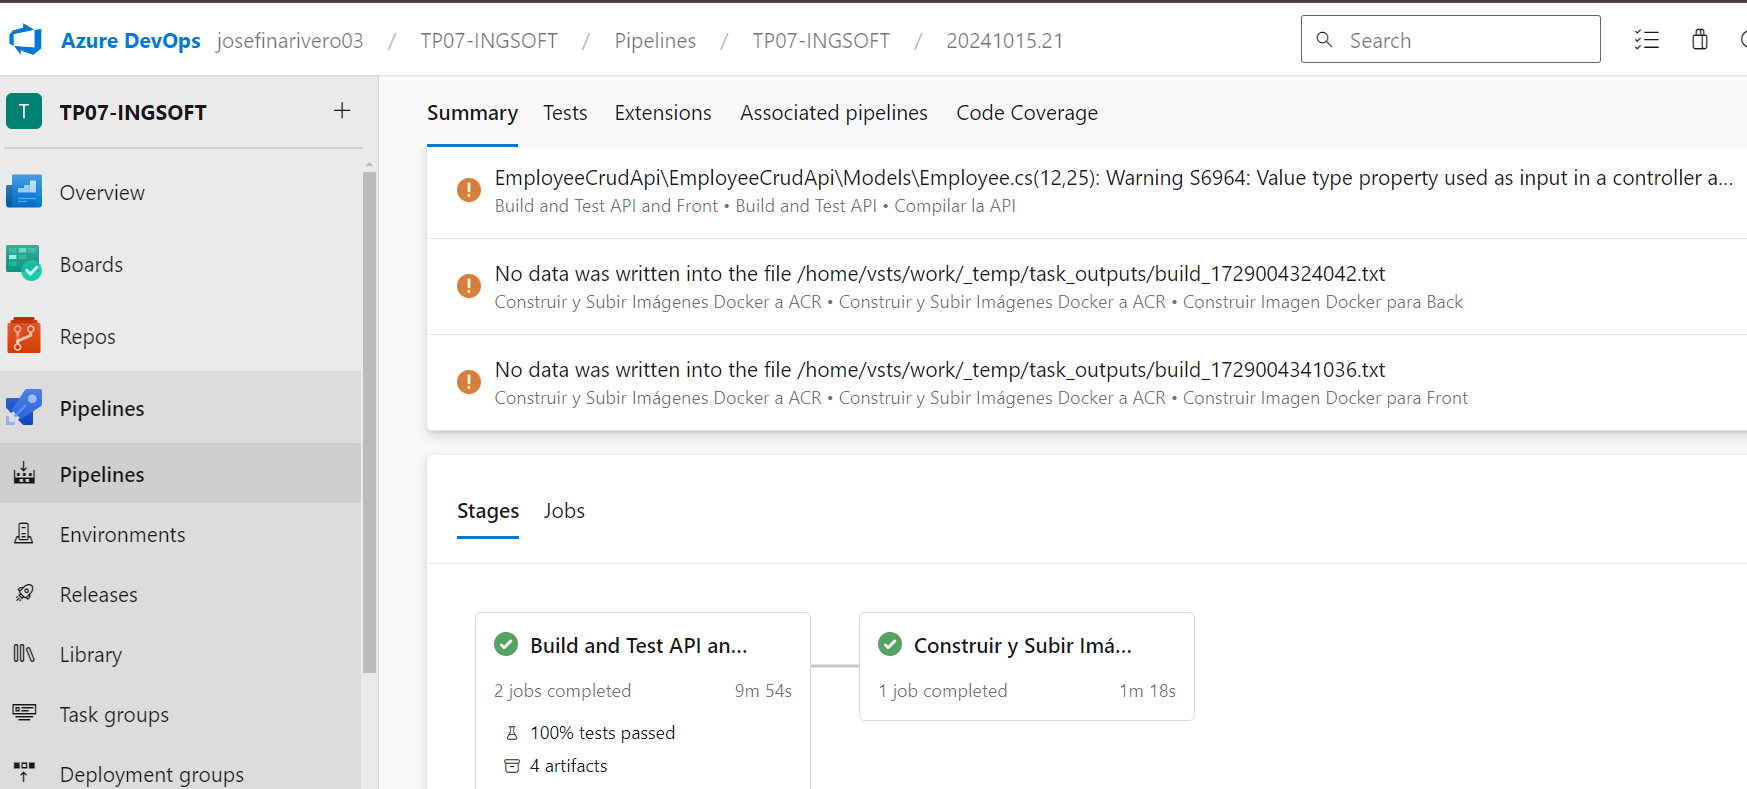 Azure DevOps josefinarivero03 / TP07-INGSOFT / Pipelines / TP07-INGSOFT / 20241015.21
Search
T TP07-INGSOFT +
Overview
Boards
Repos
Pipelines
Pipelines
Environments
Releases
Library
Task groups
Deployment groups
Summary Tests Extensions Associated pipelines Code Coverage
EmployeeCrudApi\EmployeeCrudApi\Models\Employee.cs(12,25): Warning S6964: Value type property used as input in a controller a...
Build and Test API and Front • Build and Test API • Compilar la API
No data was written into the file /home/vsts/work/_temp/task_outputs/build_1729004324042.txt
Construir y Subir Imágenes Docker a ACR • Construir y Subir Imágenes Docker a ACR • Construir Imagen Docker para Back
No data was written into the file /home/vsts/work/_temp/task_outputs/build_1729004341036.txt
Construir y Subir Imágenes Docker a ACR • Construir y Subir Imágenes Docker a ACR • Construir Imagen Docker para Front
Stages Jobs
Build and Test API an...
2 jobs completed 9m 54s
100% tests passed
4 artifacts
Construir y Subir Imá...
1 job completed 1m 18s